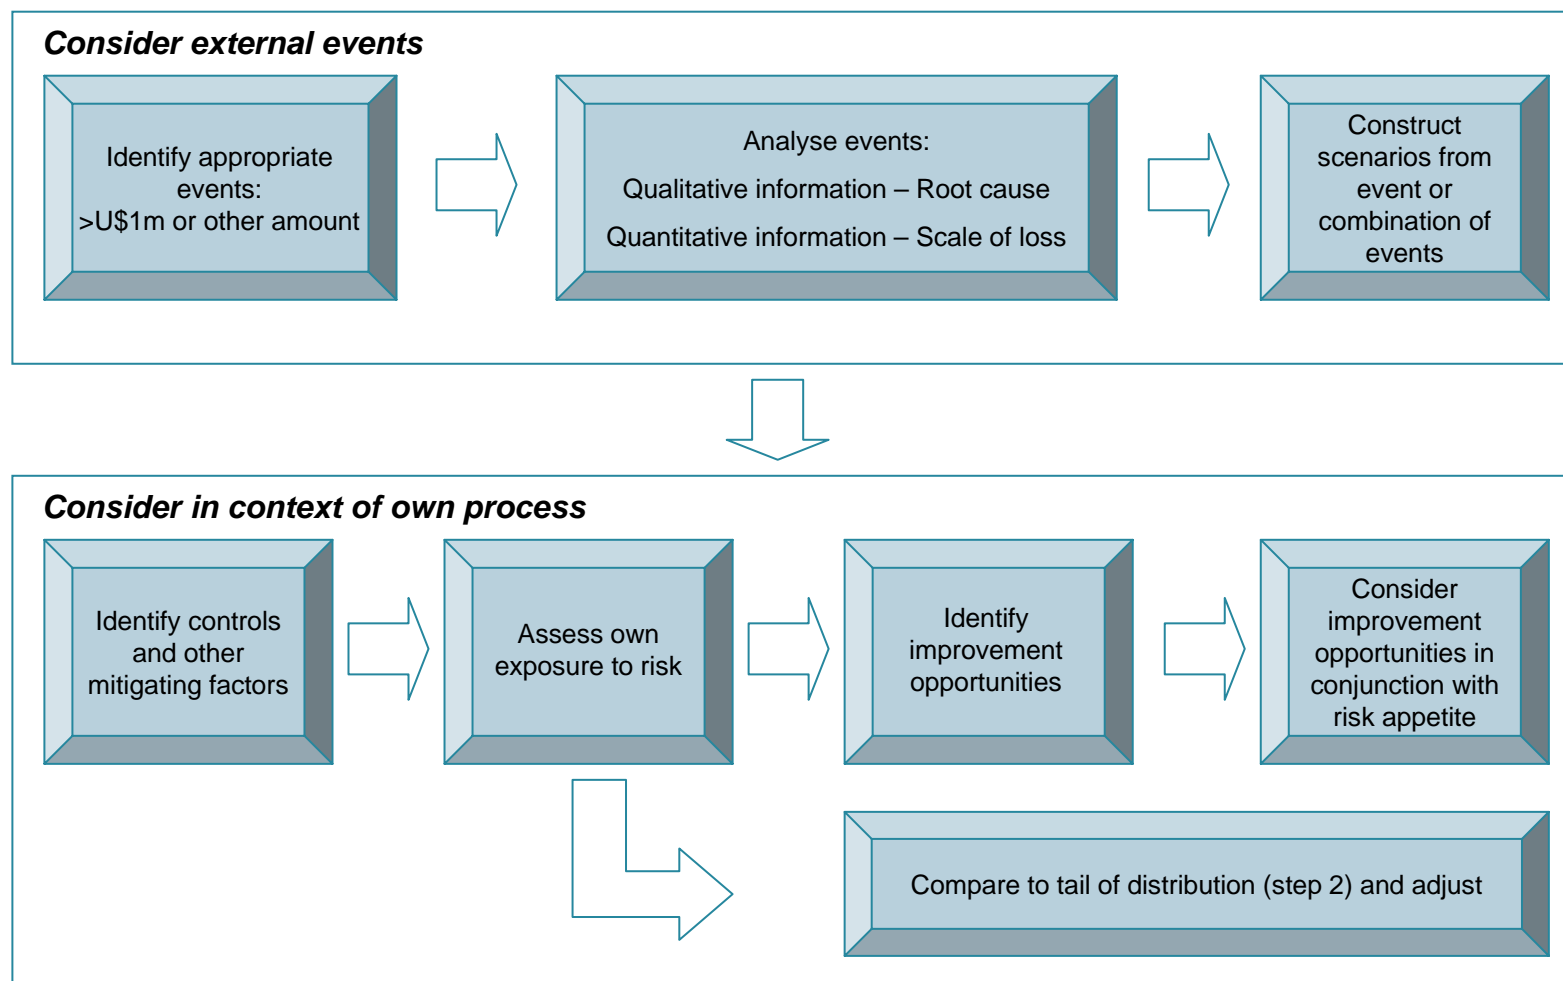 Consider external events
Identify appropriate
events:
>U$1m or other amount
Analyse events:
Qualitative information – Root cause
Quantitative information – Scale of loss
Construct
scenarios from
event or
combination of
events
Consider in context of own process
Identify controls
and other
mitigating factors
Assess own
exposure to risk
Identify
improvement
opportunities
Consider
improvement
opportunities in
conjunction with
risk appetite
Compare to tail of distribution (step 2) and adjust